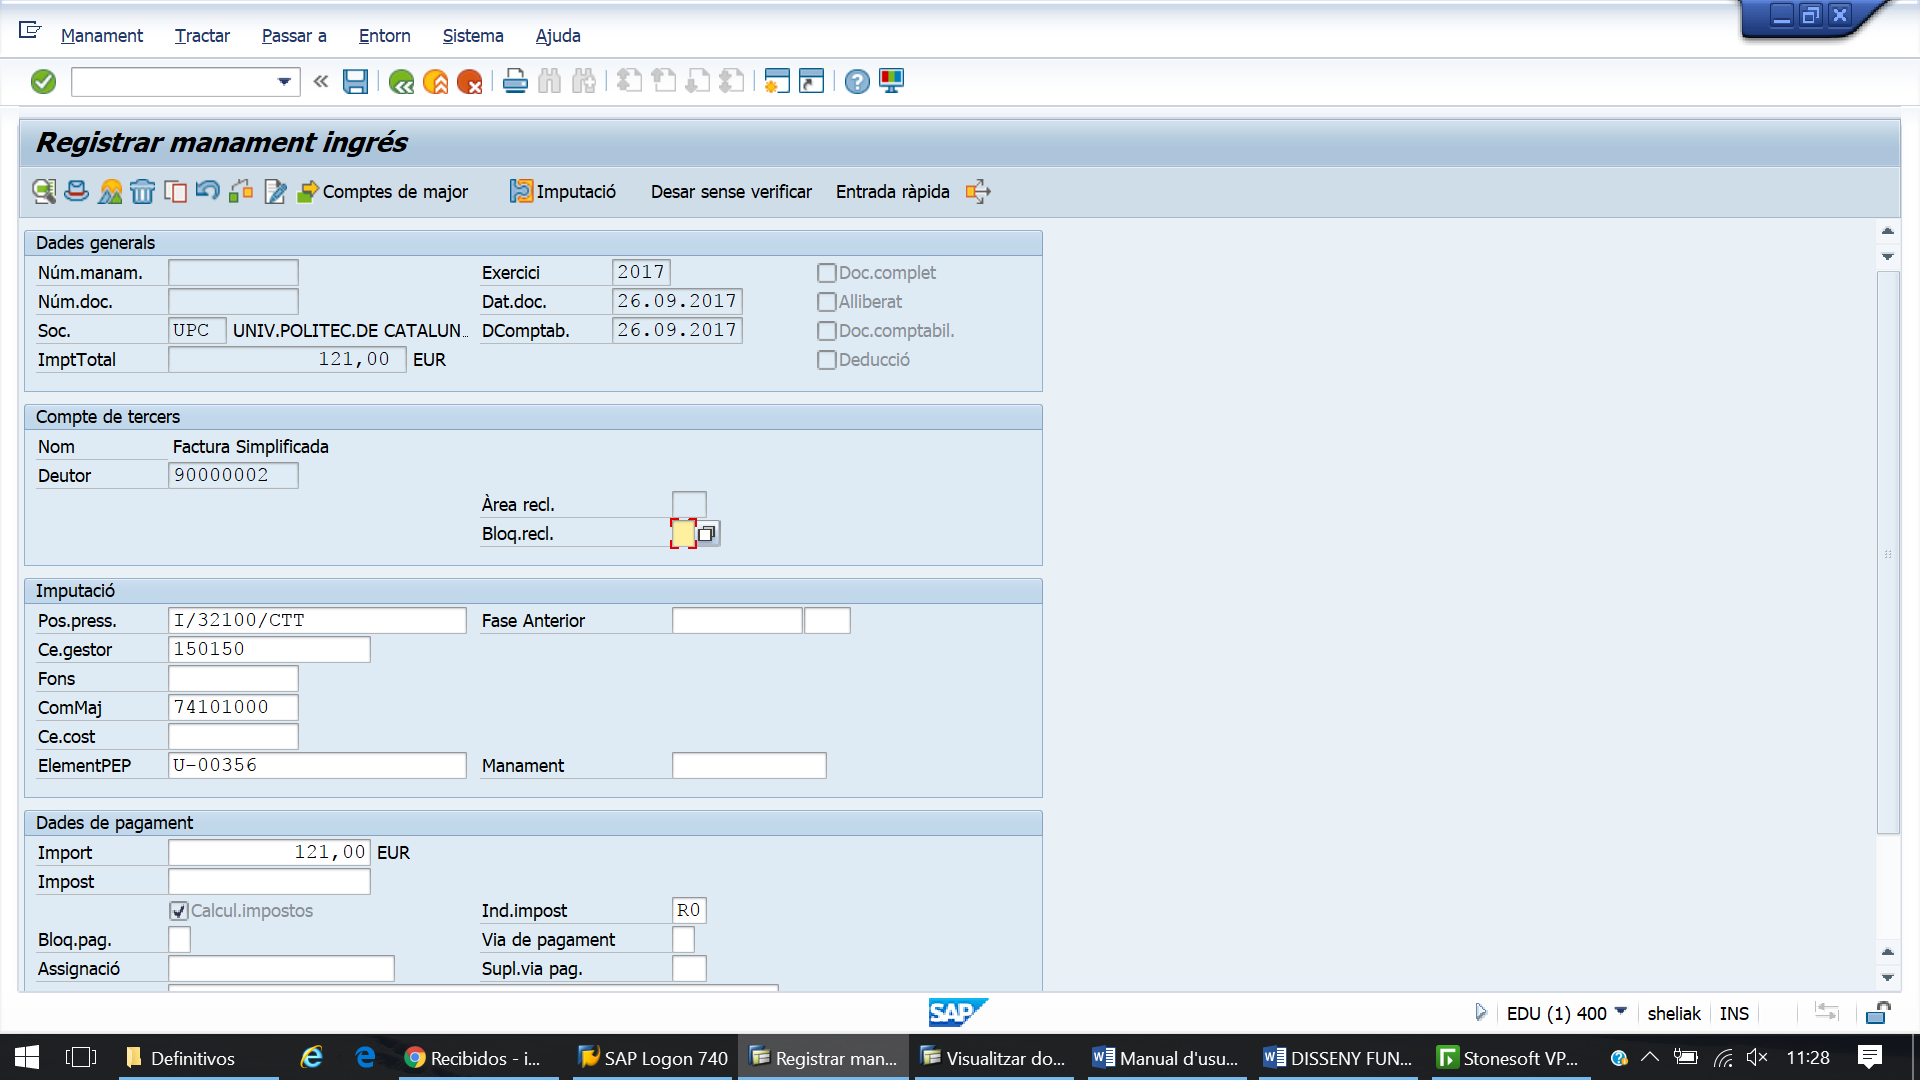 Manament Tractar Passar a Entorn Sistema Ajuda
Registrar manament ingrés
Comptes de major Imputació Desar sense verificar Entrada ràpida
Dades generals
Núm.manam. Exercici 2017 Doc.complet
Núm.doc. Dat.doc. 26.09.2017 Alliberat
Soc. UPC UNIV.POLITEC.DE CATALUN... DComptab. 26.09.2017 Doc.comptabil.
ImptTotal 121,00 EUR Deducció
Compte de tercers
Nom Factura Simplificada
Deutor 90000002
Àrea recl.
Bloq.recl.
Imputació
Pos.press. I/32100/CTT Fase Anterior
Ce.gestor 150150
Fons
ComMaj 74101000
Ce.cost
ElementPEP U-00356 Manament
Dades de pagament
Import 121,00 EUR
Impost
Calcul.impostos Ind.impost R0
Bloq.pag. Via de pagament
Assignació Supl.via pag.
SAP EDU (1) 400 sheliak INS
Definitivos Recibidos - i... SAP Logon 740 Registrar man... Visualitzar do... Manual d'usu... DISSENY FUN... Stonesoft VP... 11:28